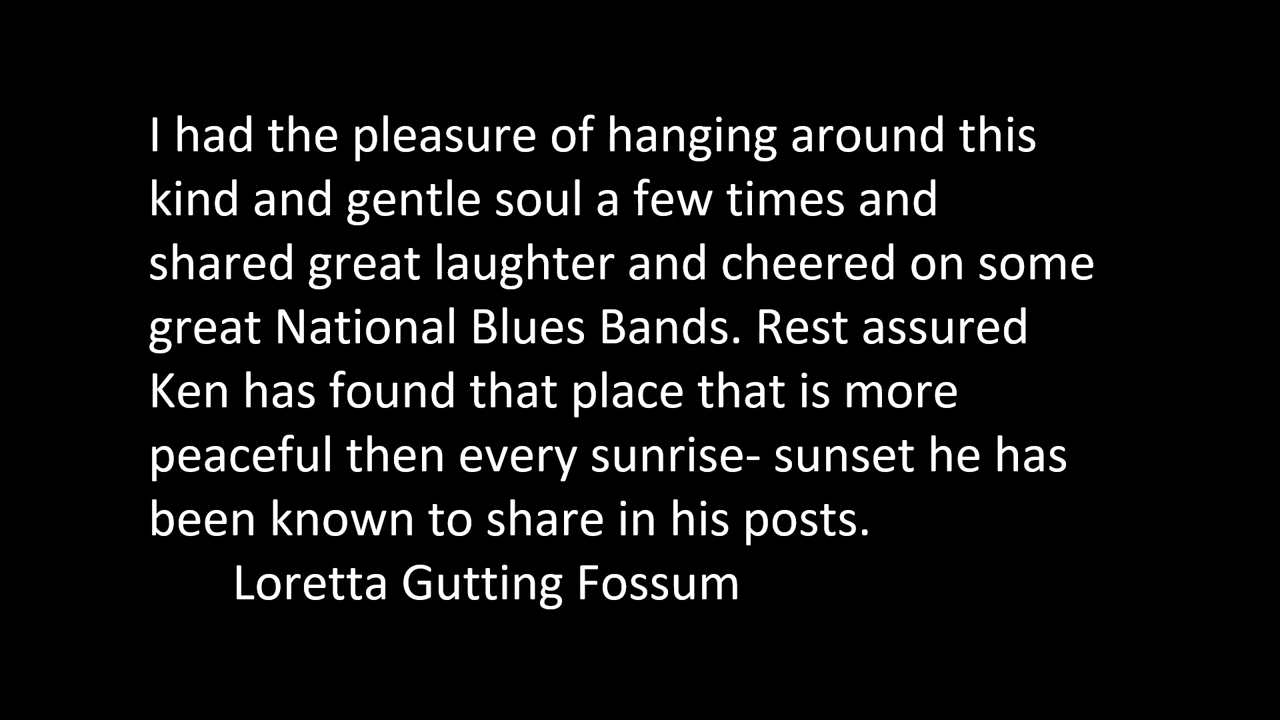 I had the pleasure of hanging around this
kind and gentle soul a few times and
shared great laughter and cheered on some
great National Blues Bands. Rest assured
Ken has found that place that is more
peaceful then every sunrise- sunset he has
been known to share in his posts.
Loretta Gutting Fossum